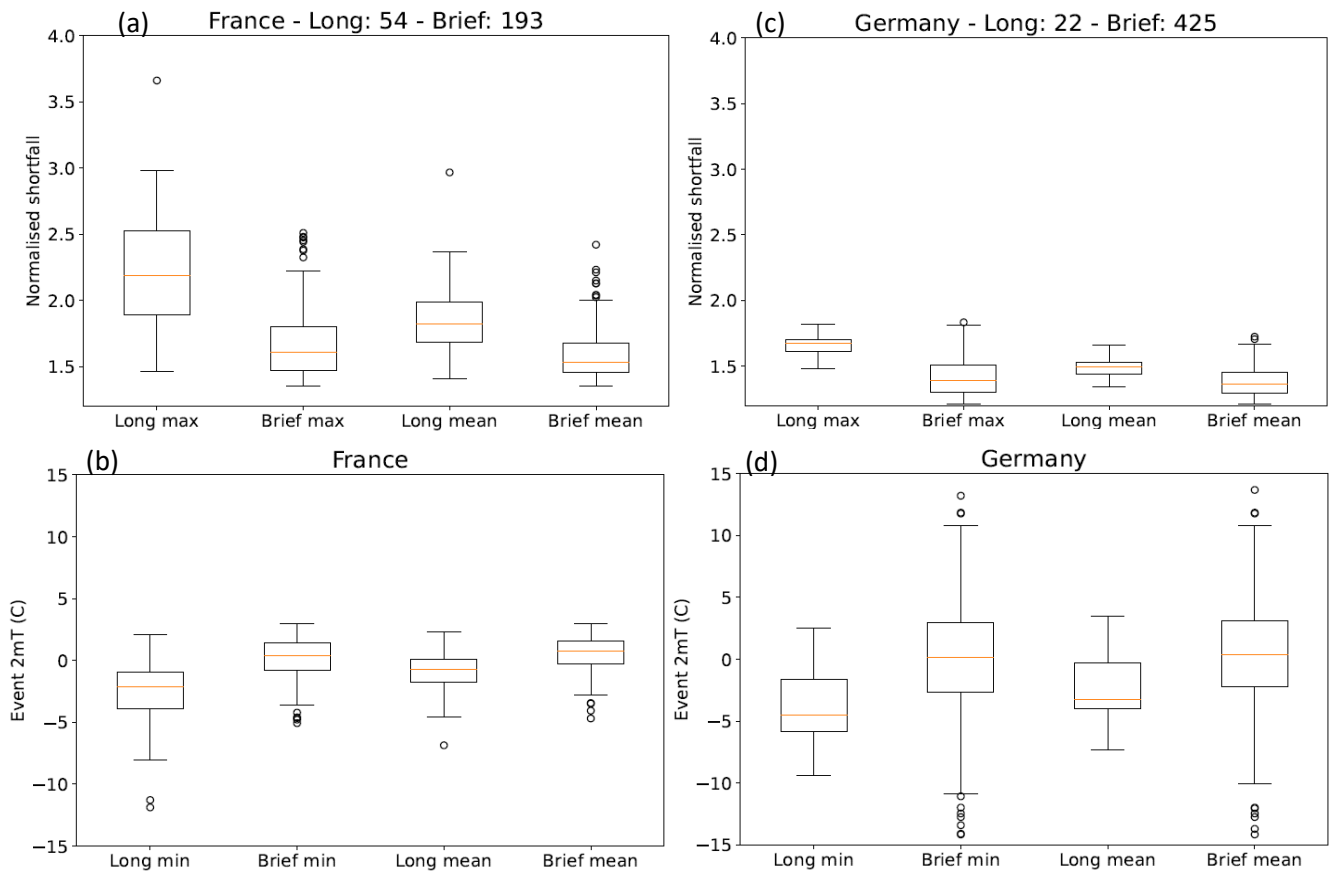 (a)
France - Long: 54 - Brief: 193
4.0
3.5
3.0
2.5
2.0
1.5
Normalised shortfall
Long max Brief max Long mean Brief mean
(c)
Germany - Long: 22 - Brief: 425
4.0
3.5
3.0
2.5
2.0
1.5
Normalised shortfall
Long max Brief max Long mean Brief mean
(b)
France
15
10
5
0
−5
−10
−15
Event 2mT (C)
Long min Brief min Long mean Brief mean
(d)
Germany
15
10
5
0
−5
−10
−15
Event 2mT (C)
Long min Brief min Long mean Brief mean